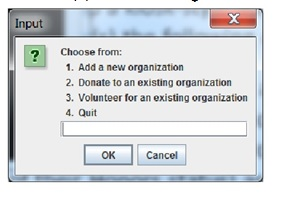 Input
Choose from:
1. Add a new organization
2. Donate to an existing organization
3. Volunteer for an existing organization
4. Quit
OK Cancel